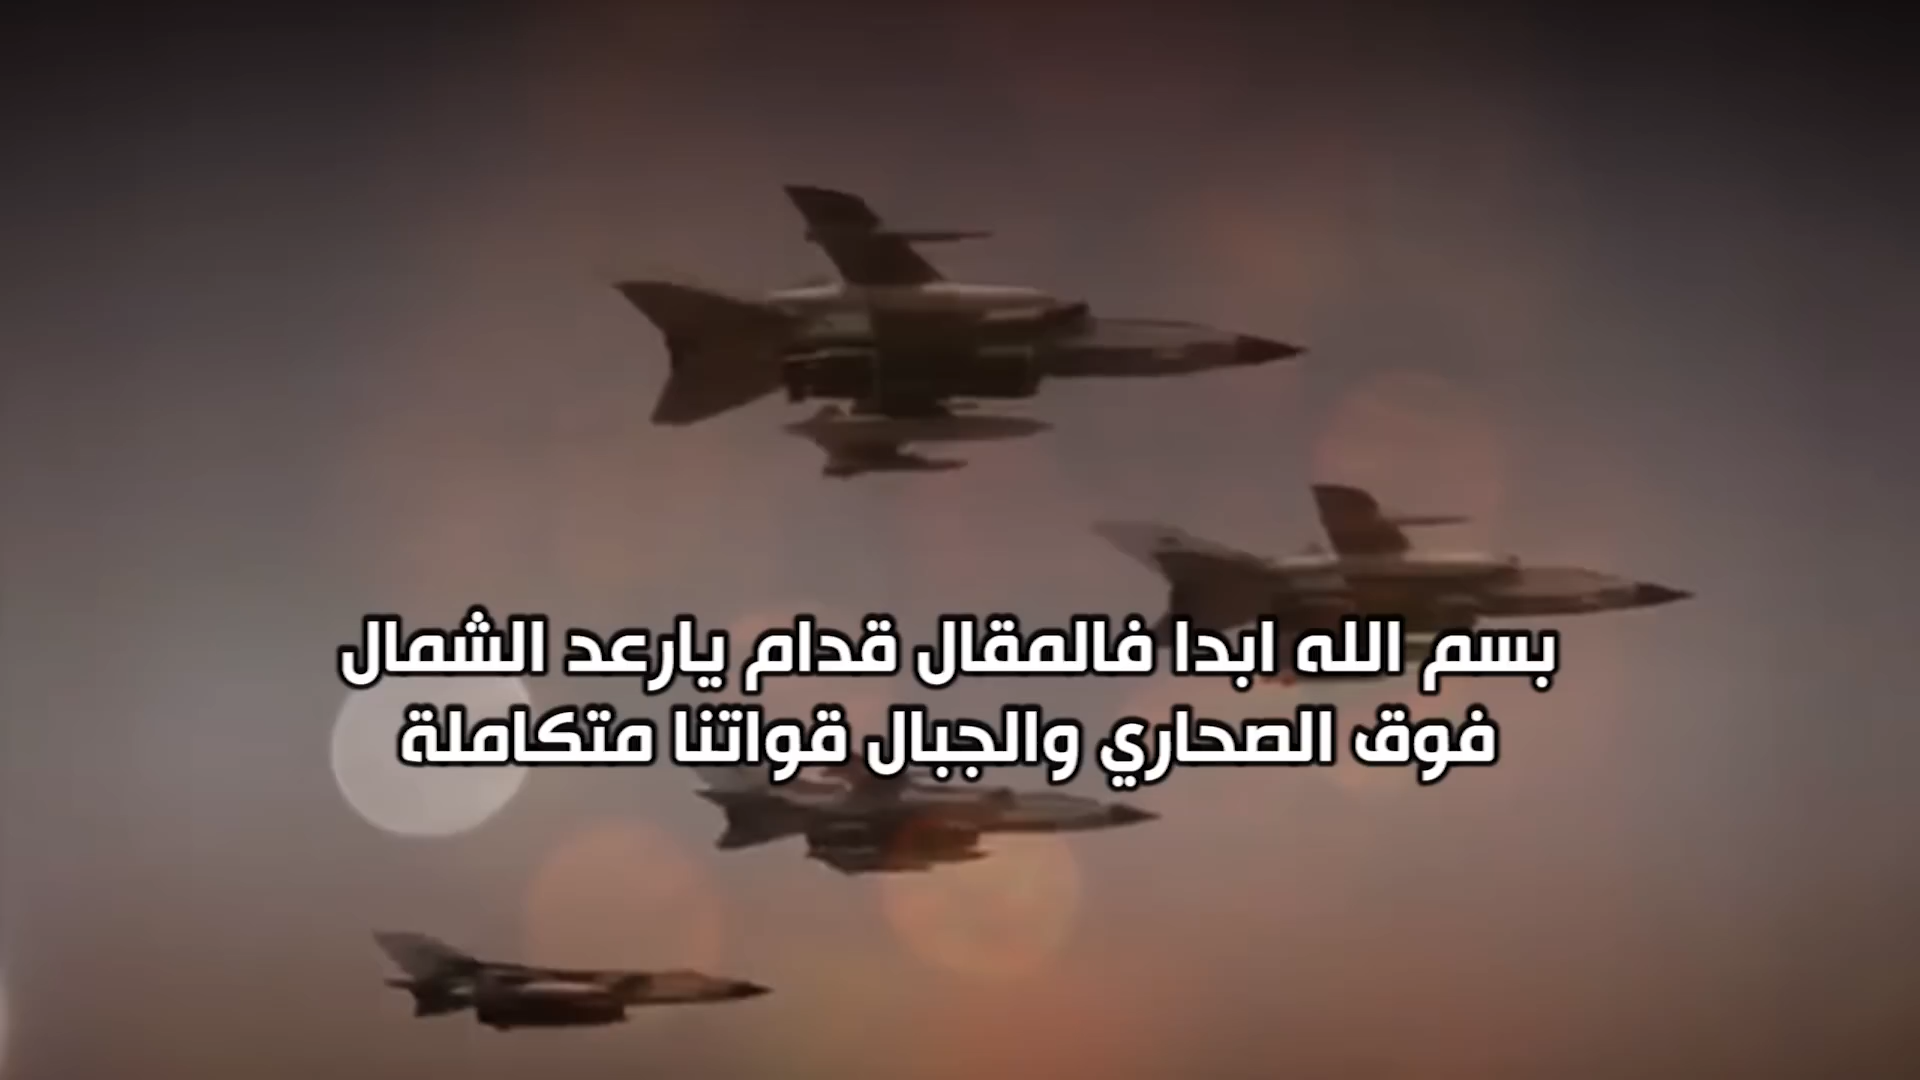 بسم الله ابدا فالمقال قدام يارعد الشمال
فوق الصحاري والجبال قواتنا متكاملة